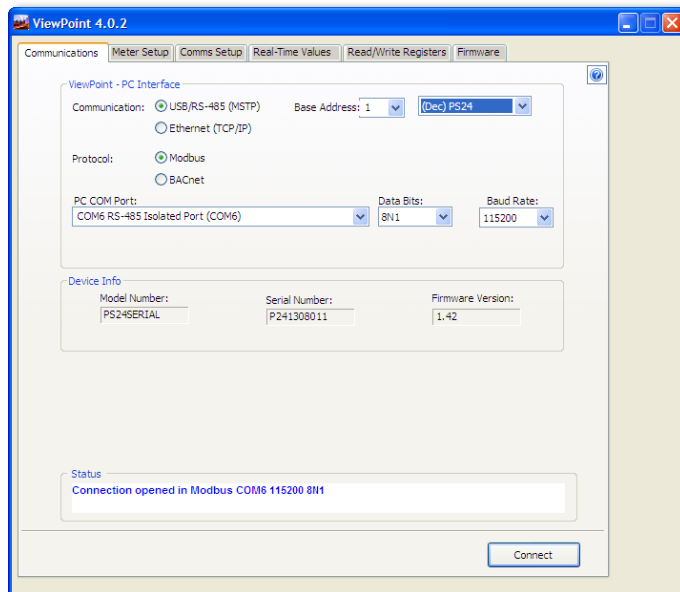 ViewPoint 4.0.2
Communications Meter Setup Comms Setup Real-Time Values Read/Write Registers Firmware
ViewPoint - PC Interface
Communication: USB/RS-485 (MSTP) Base Address: 1 (Dec) PS24
Ethernet (TCP/IP)
Protocol: Modbus
BACnet
PC COM Port: Data Bits: Baud Rate:
COM6 RS-485 Isolated Port (COM6) 8N1 115200
Device Info
Model Number: Serial Number: Firmware Version:
PS24SERIAL P241308011 1.42
Status
Connection opened in Modbus COM6 115200 8N1
Connect